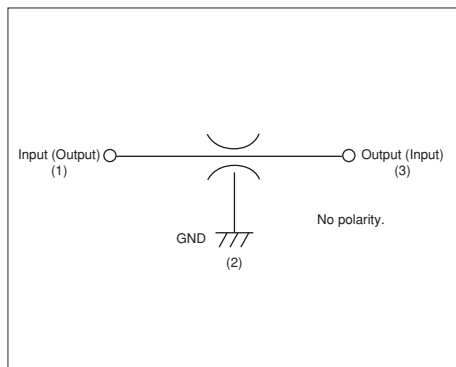 Input (Output)
(1)
Output (Input)
(3)
No polarity.
GND
(2)